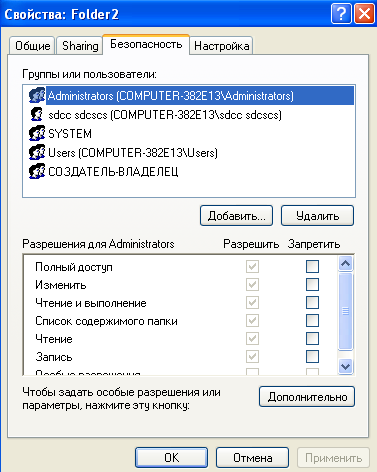 Свойства: Folder2
Общие Sharing Безопасность Настройка
Группы или пользователи:
Administrators (COMPUTER-382E13\Administrators)
sdcc sdcscs (COMPUTER-382E13\sdcc sdcscs)
SYSTEM
Users (COMPUTER-382E13\Users)
СОЗДАТЕЛЬ-ВЛАДЕЛЕЦ
Добавить... Удалить
Разрешения для Administrators Разрешить Запретить
Полный доступ
Изменить
Чтение и выполнение
Список содержимого папки
Чтение
Запись
Особые разрешения
Чтобы задать особые разрешения или
параметры, нажмите эту кнопку:
Дополнительно
OK Отмена Применить